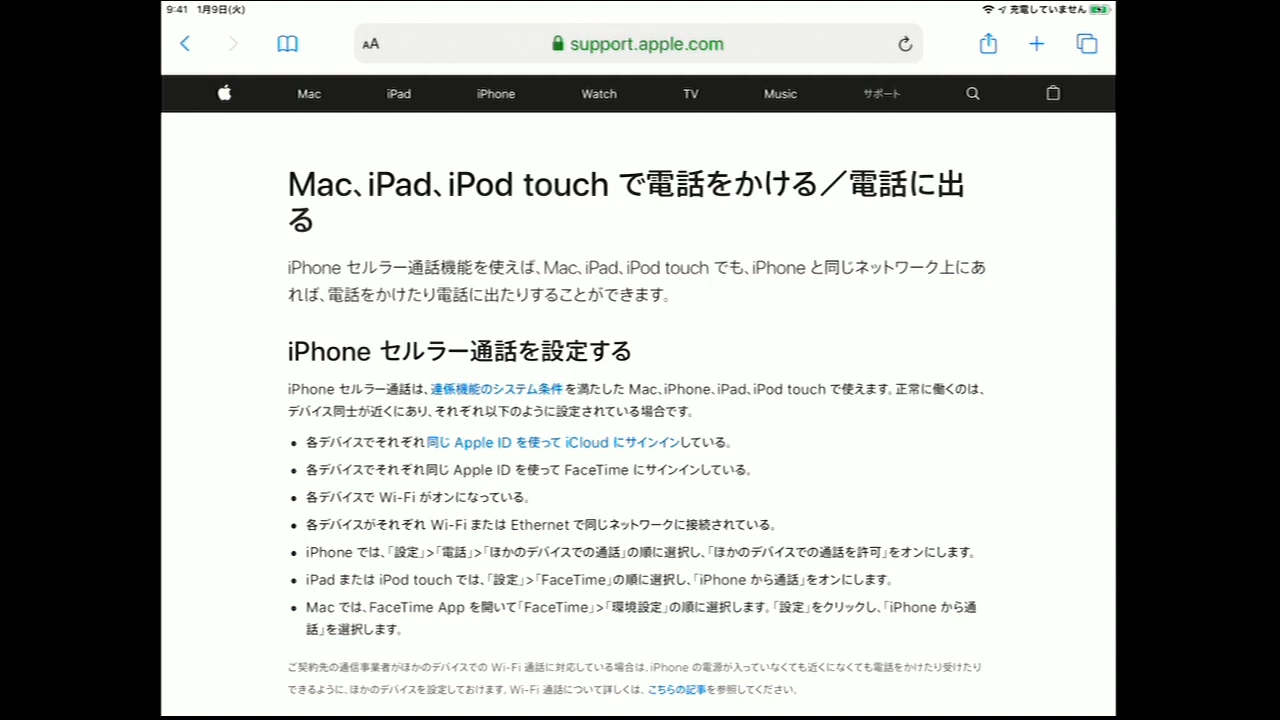 9:41 1月9日(火)
充電していません
AA
support.apple.com
Mac iPad iPhone Watch TV Music サポート
Mac、iPad、iPod touch で電話をかける／電話に出
る
iPhone セルラー通話機能を使えば、Mac、iPad、iPod touch でも、iPhone と同じネットワーク上にあ
れば、電話をかけたり電話に出たりすることができます。
iPhone セルラー通話を設定する
iPhone セルラー通話は、連係機能のシステム条件を満たした Mac、iPhone、iPad、iPod touch で使えます。正常に働くのは、
デバイス同士が近くにあり、それぞれ以下のように設定されている場合です。
• 各デバイスでそれぞれ同じ Apple ID を使って iCloud にサインインしている。
• 各デバイスでそれぞれ同じ Apple ID を使って FaceTime にサインインしている。
• 各デバイスで Wi-Fi がオンになっている。
• 各デバイスがそれぞれ Wi-Fi または Ethernet で同じネットワークに接続されている。
• iPhone では、「設定」>「電話」>「ほかのデバイスでの通話」の順に選択し、「ほかのデバイスでの通話を許可」をオンにします。
• iPad または iPod touch では、「設定」>「FaceTime」の順に選択し、「iPhone から通話」をオンにします。
• Mac では、FaceTime App を開いて「FaceTime」>「環境設定」の順に選択します。「設定」をクリックし、「iPhone から通
話」を選択します。
ご契約先の通信事業者がほかのデバイスでの Wi-Fi 通話に対応している場合は、iPhone の電源が入っていなくても近くになくても電話をかけたり受けたり
できるように、ほかのデバイスを設定しておけます。Wi-Fi 通話について詳しくは、こちらの記事を参照してください。